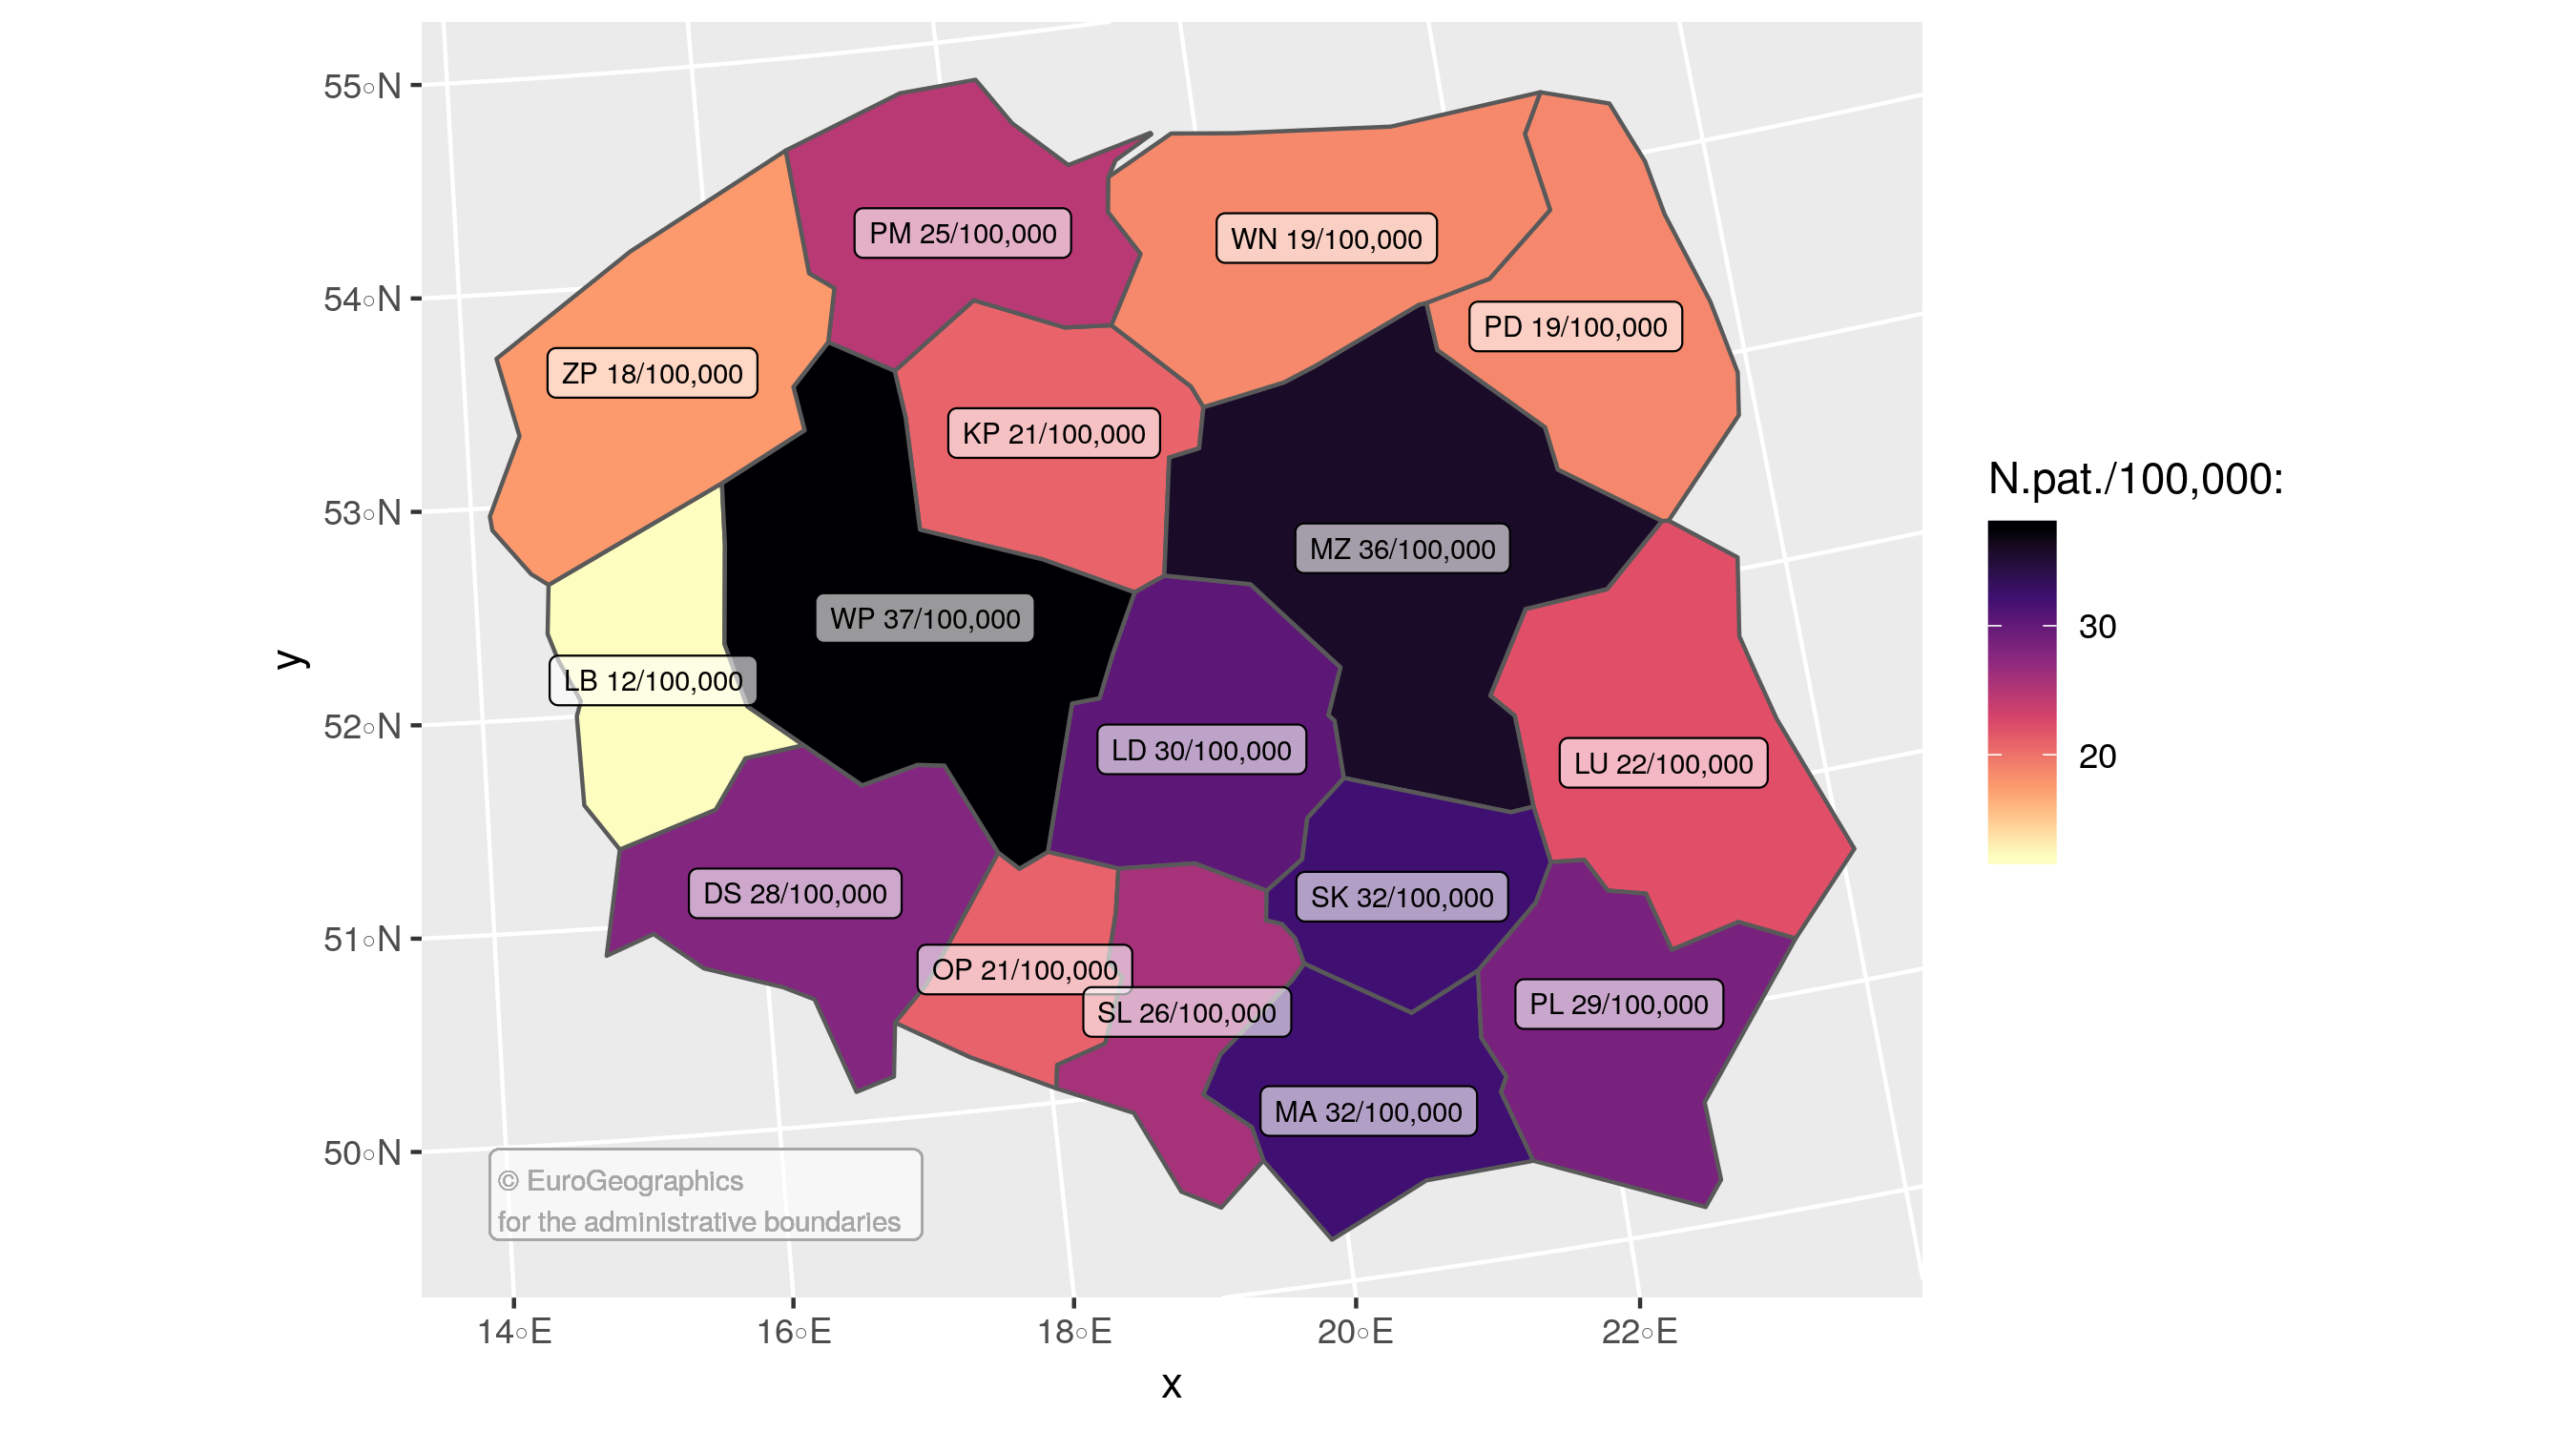 55◦N
54◦N
53◦N
52◦N
51◦N
50◦N
y
PM 25/100,000
WN 19/100,000
PD 19/100,000
ZP 18/100,000
KP 21/100,000
MZ 36/100,000
WP 37/100,000
LB 12/100,000
LD 30/100,000
LU 22/100,000
DS 28/100,000
SK 32/100,000
OP 21/100,000
SL 26/100,000
PL 29/100,000
MA 32/100,000
© EuroGeographics
for the administrative boundaries
14◦E 16◦E 18◦E 20◦E 22◦E
x
N.pat./100,000:
30
20